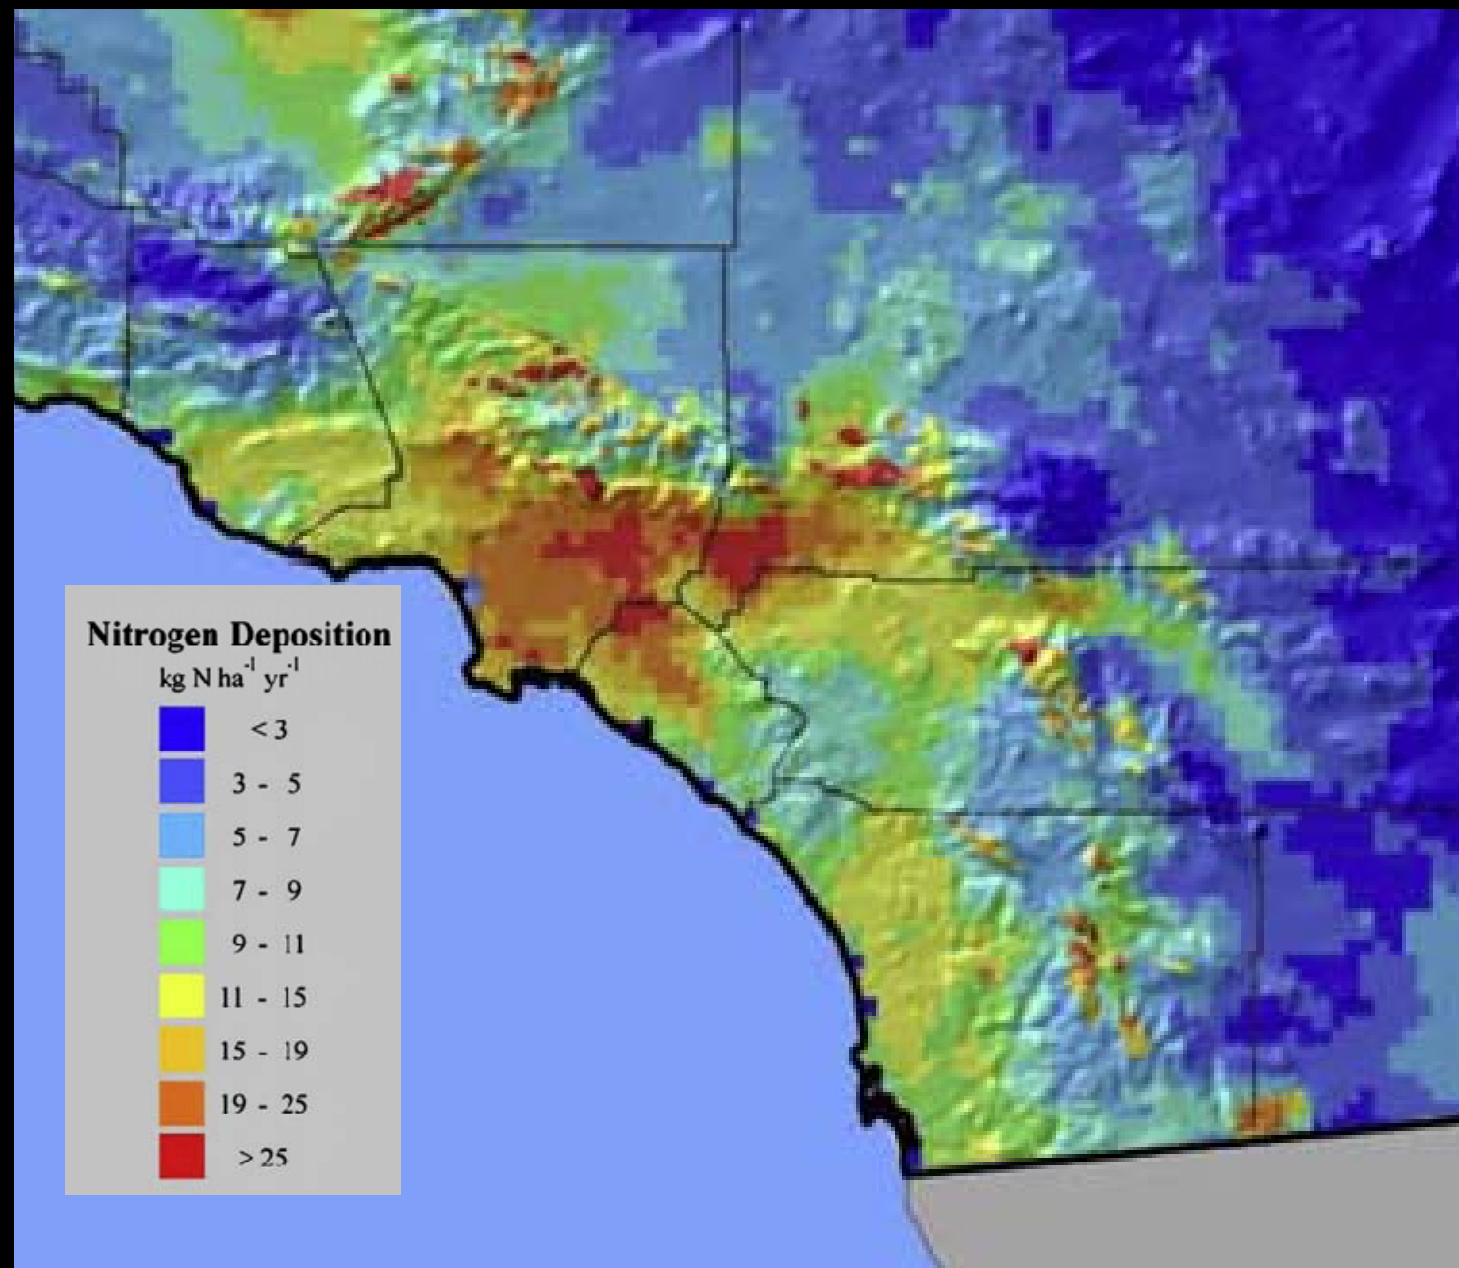 Nitrogen Deposition
kg N ha⁻¹ yr⁻¹
< 3
3 - 5
5 - 7
7 - 9
9 - 11
11 - 15
15 - 19
19 - 25
> 25